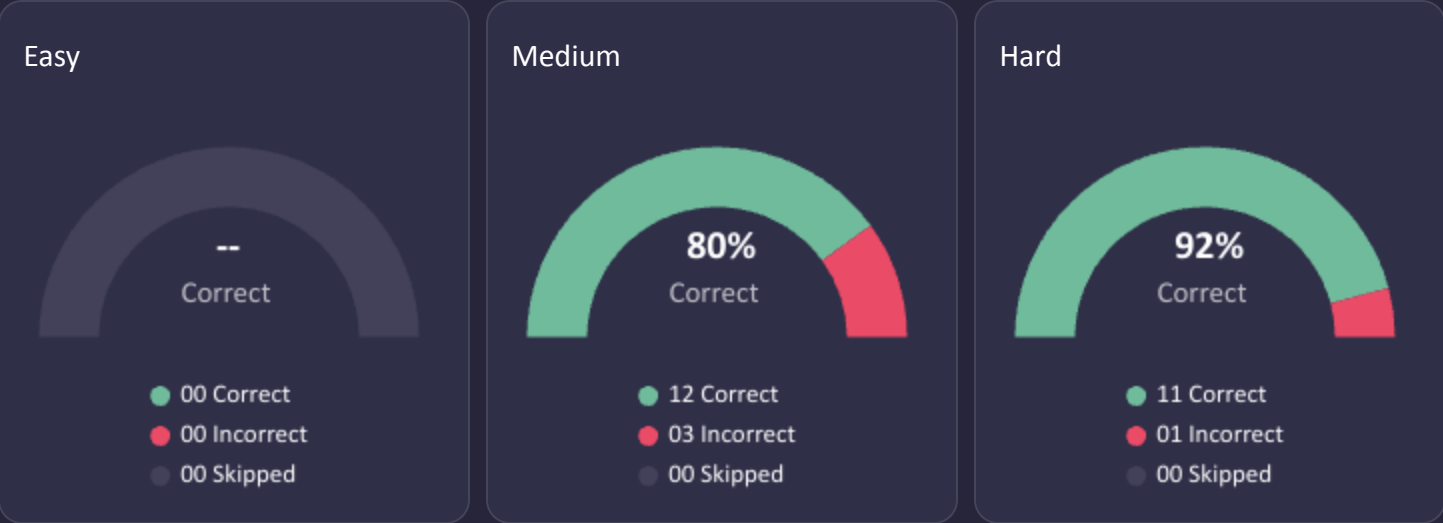 Easy
--
Correct
00 Correct
00 Incorrect
00 Skipped
Medium
80%
Correct
12 Correct
03 Incorrect
00 Skipped
Hard
92%
Correct
11 Correct
01 Incorrect
00 Skipped